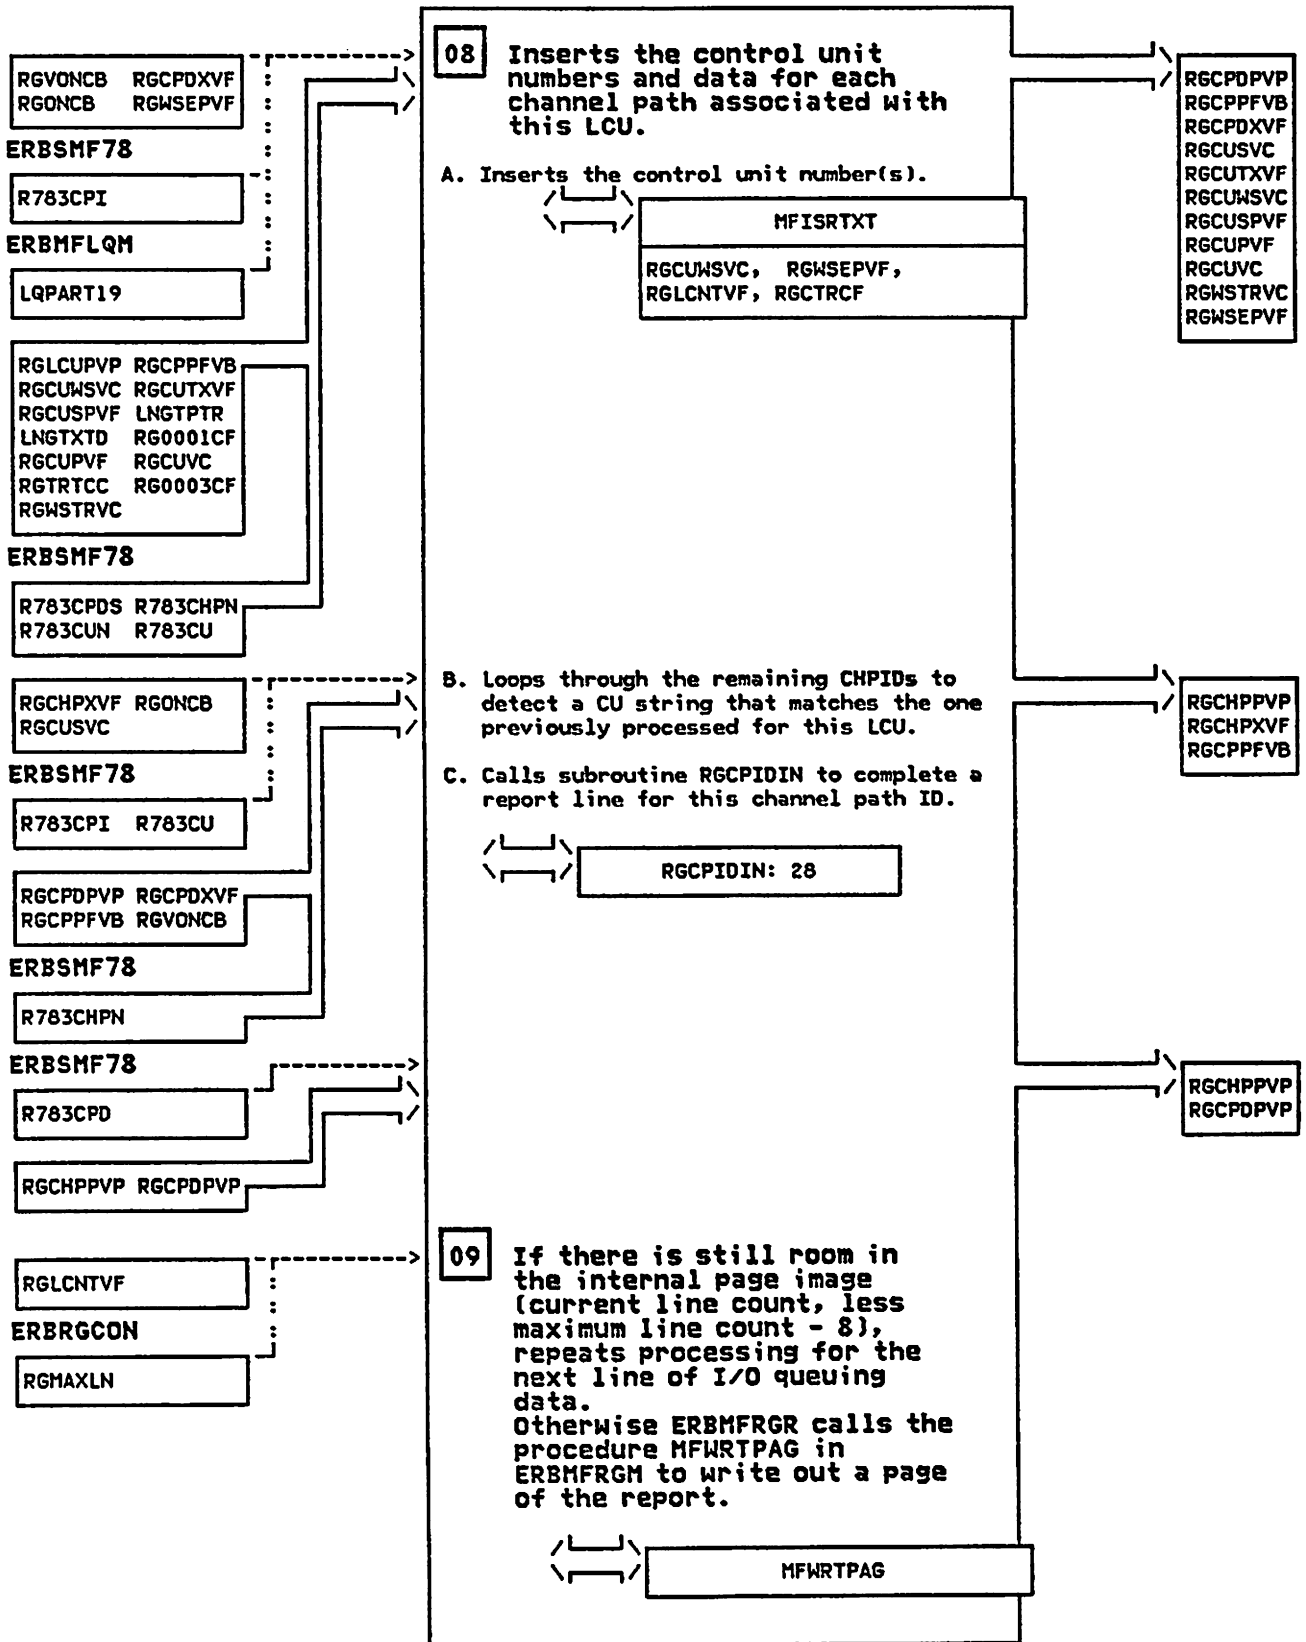 RGVONCB RGCPDXVF
RGONCB RGWSEPVF
ERBSMF78
R783CPI
ERBMFLQM
LQPART19
RGLCUPVP RGCPPFVB
RGCUWSVC RGCUTXVF
RGCUSPVF LNGTPTR
LNGTXTD RG0001CF
RGCUPVF RGCUVC
RGTRTCC RG0003CF
RGWSTRVC
ERBSMF78
R783CPDS R783CHPN
R783CUN R783CU
RGCHPXVF RGONCB
RGCUSVC
ERBSMF78
R783CPI R783CU
RGCPDPVP RGCPDXVF
RGCPPFVB RGVONCB
ERBSMF78
R783CHPN
ERBSMF78
R783CPD
RGCHPPVP RGCPDPVP
RGLCNTVF
ERBRGCON
RGMAXLN
08 Inserts the control unit
numbers and data for each
channel path associated with
this LCU.
A. Inserts the control unit number(s).
MFISRTXT
RGCUWSVC, RGWSEPVF,
RGLCNTVF, RGCTRCF
B. Loops through the remaining CHPIDs to
detect a CU string that matches the one
previously processed for this LCU.
C. Calls subroutine RGCPIDIN to complete a
report line for this channel path ID.
RGCPIDIN: 28
09 If there is still room in
the internal page image
(current line count, less
maximum line count - 8),
repeats processing for the
next line of I/O queuing
data.
Otherwise ERBMFRGR calls the
procedure MFWRTPAG in
ERBMFRGM to write out a page
of the report.
MFWRTPAG
RGCPDPVP
RGCPPFVB
RGCPDXVF
RGCUSVC
RGCUTXVF
RGCUWSVC
RGCUSPVF
RGCUPVF
RGCUVC
RGWSTRVC
RGWSEPVF
RGCHPPVP
RGCHPXVF
RGCPPFVB
RGCHPPVP
RGCPDPVP